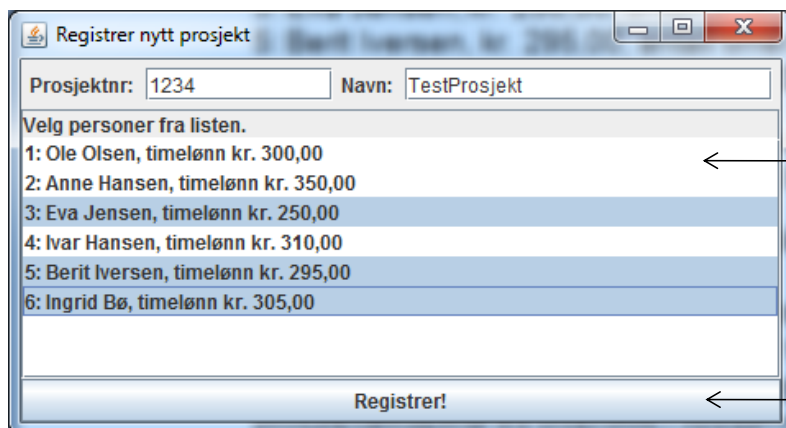 Registrer nytt prosjekt
Prosjektnr: 1234 Navn: TestProsjekt
Velg personer fra listen.
1: Ole Olsen, timelønn kr. 300,00
2: Anne Hansen, timelønn kr. 350,00
3: Eva Jensen, timelønn kr. 250,00
4: Ivar Hansen, timelønn kr. 310,00
5: Berit Iversen, timelønn kr. 295,00
6: Ingrid Bø, timelønn kr. 305,00
Registrer!